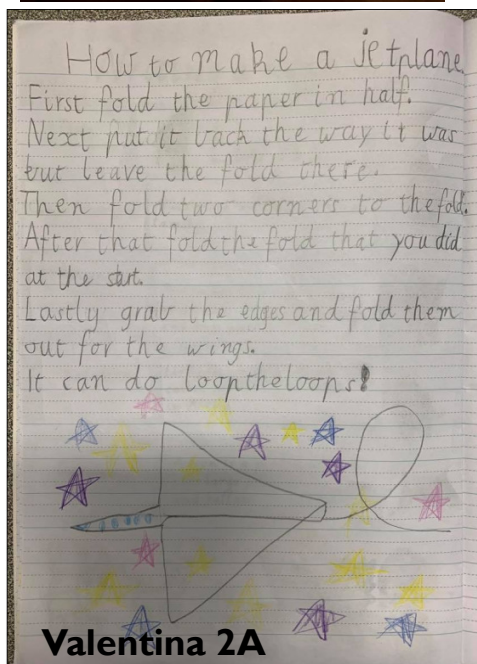 How to make a jetplane.
First fold the paper in half.
Next put it back the way it was
but leave the fold there.
Then fold two corners to the fold.
After that fold the fold that you did
at the start.
Lastly grab the edges and fold them
out for the wings.
It can do looptheloops!
Valentina 2A